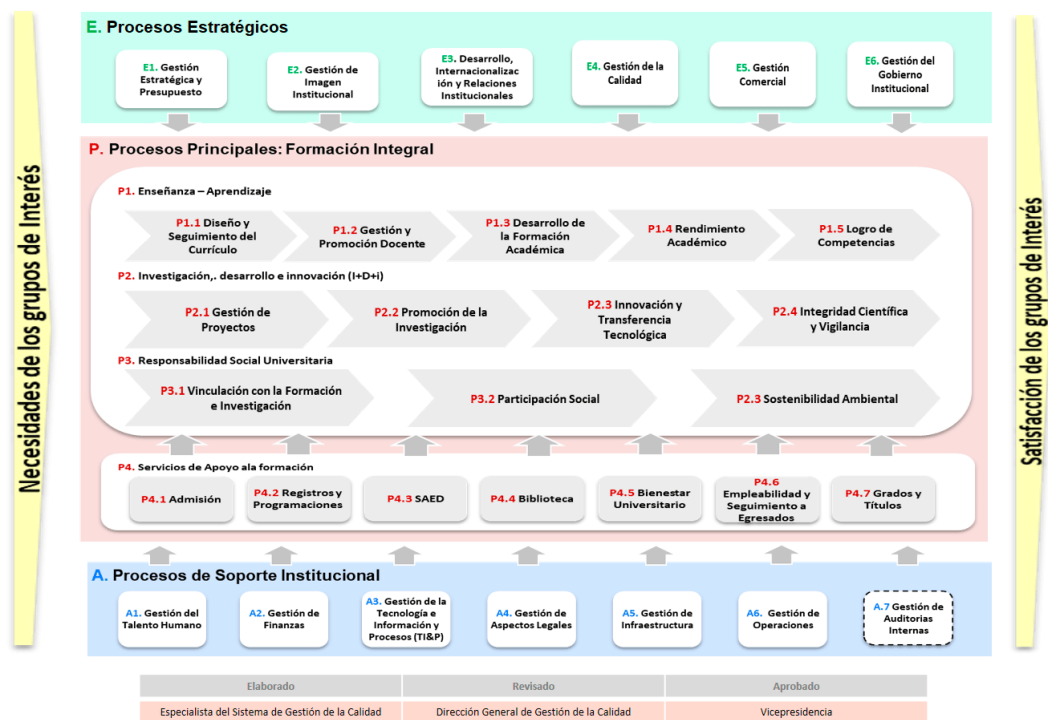 Necesidades de los grupos de Interés
E. Procesos Estratégicos
E1. Gestión
Estratégica y
Presupuesto
E2. Gestión de
Imagen
Institucional
E3. Desarrollo,
Internacionalizac
ión y Relaciones
Institucionales
E4. Gestión de la
Calidad
E5. Gestión
Comercial
E6. Gestión del
Gobierno
Institucional
P. Procesos Principales: Formación Integral
P1. Enseñanza – Aprendizaje
P1.1 Diseño y
Seguimiento del
Currículo
P1.2 Gestión y
Promoción Docente
P1.3 Desarrollo de
la Formación
Académica
P1.4 Rendimiento
Académico
P1.5 Logro de
Competencias
P2. Investigación,. desarrollo e innovación (I+D+i)
P2.1 Gestión de
Proyectos
P2.2 Promoción de la
Investigación
P2.3 Innovación y
Transferencia
Tecnológica
P2.4 Integridad Científica
y Vigilancia
P3. Responsabilidad Social Universitaria
P3.1 Vinculación con la Formación
e Investigación
P3.2 Participación Social
P2.3 Sostenibilidad Ambiental
P4. Servicios de Apoyo ala formación
P4.1 Admisión
P4.2 Registros y
Programaciones
P4.3 SAED
P4.4 Biblioteca
P4.5 Bienestar
Universitario
P4.6
Empleabilidad y
Seguimiento a
Egresados
P4.7 Grados y
Títulos
A. Procesos de Soporte Institucional
A1. Gestión del
Talento Humano
A2. Gestión de
Finanzas
A3. Gestión de la
Tecnología e
Información y
Procesos (TI&P)
A4. Gestión de
Aspectos Legales
A5. Gestión de
Infraestructura
A6. Gestión de
Operaciones
A.7 Gestión de
Auditorias
Internas
Satisfacción de los grupos de Interés
Elaborado
Revisado
Aprobado
Especialista del Sistema de Gestión de la Calidad
Dirección General de Gestión de la Calidad
Vicepresidencia